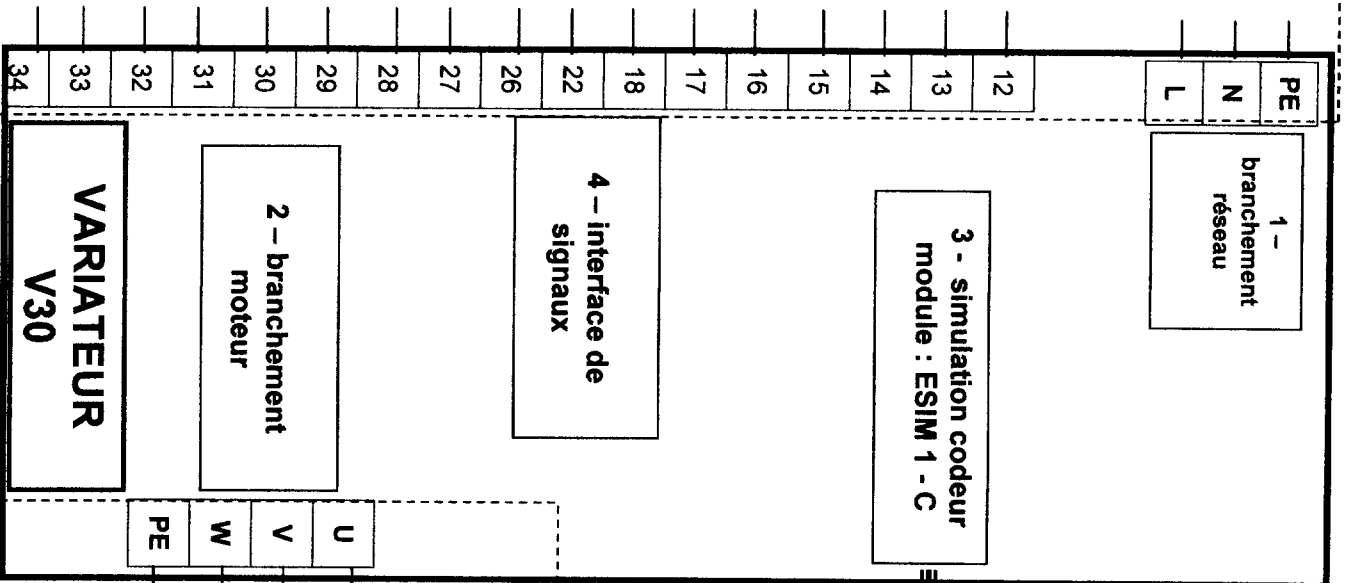 PE
N
L
1 –
branchement
réseau
12
13
14
15
16
17
18
22
26
27
28
29
30
31
32
33
34
3 - simulation codeur
module : ESIM 1 - C
4 – interface de
signaux
2 – branchement
moteur
U
V
W
PE
VARIATEUR
V30